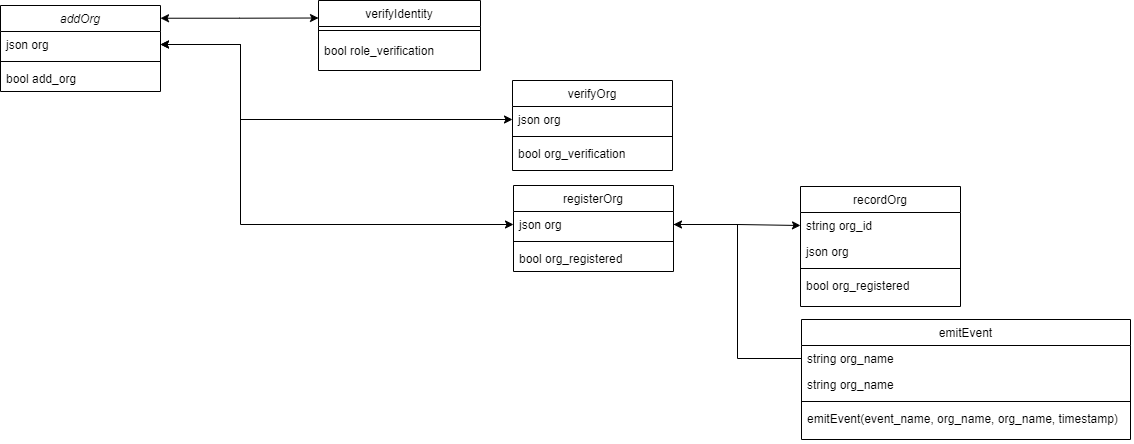 addOrg
json org
bool add_org
verifyIdentity
bool role_verification
verifyOrg
json org
bool org_verification
registerOrg
json org
bool org_registered
recordOrg
string org_id
json org
bool org_registered
emitEvent
string org_name
string org_name
emitEvent(event_name, org_name, org_name, timestamp)